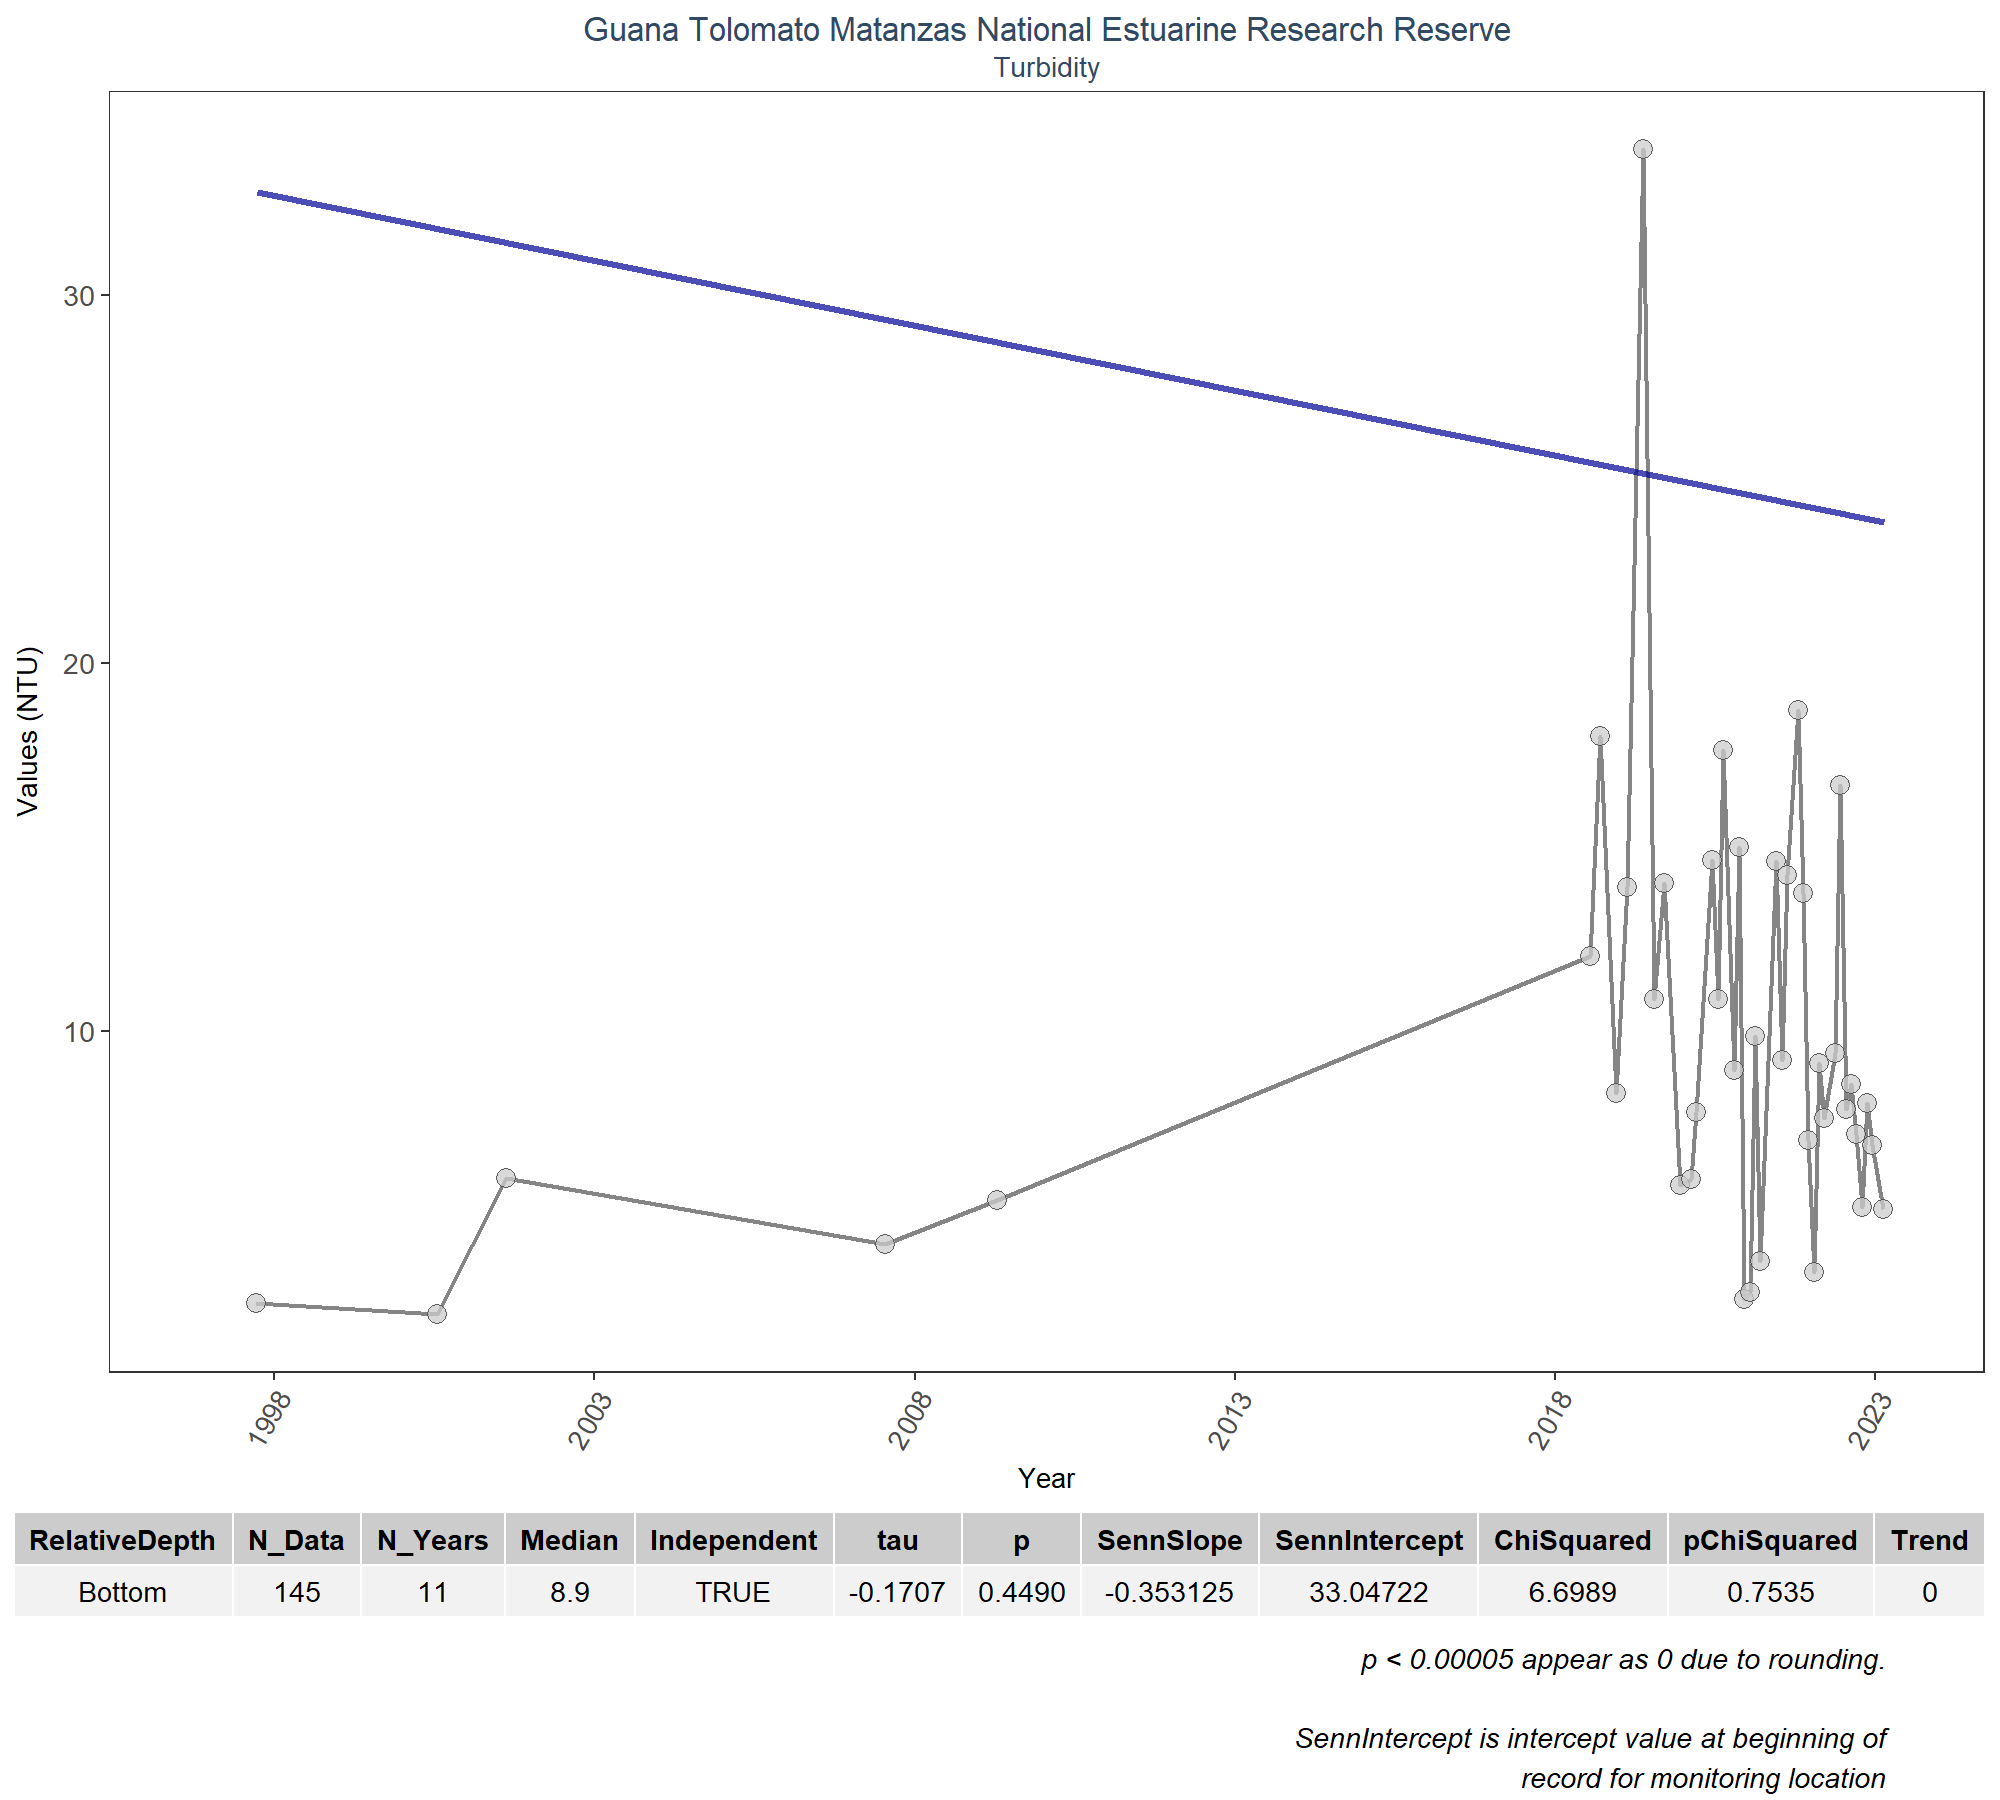 Guana Tolomato Matanzas National Estuarine Research Reserve
Turbidity
30
20
10
Values (NTU)
1998
2003
2008
2013
2018
2023
Year
RelativeDepth N_Data N_Years Median Independent tau p SennSlope SennIntercept ChiSquared pChiSquared Trend
Bottom 145 11 8.9 TRUE -0.1707 0.4490 -0.353125 33.04722 6.6989 0.7535 0
p < 0.00005 appear as 0 due to rounding.
SennIntercept is intercept value at beginning of
record for monitoring location